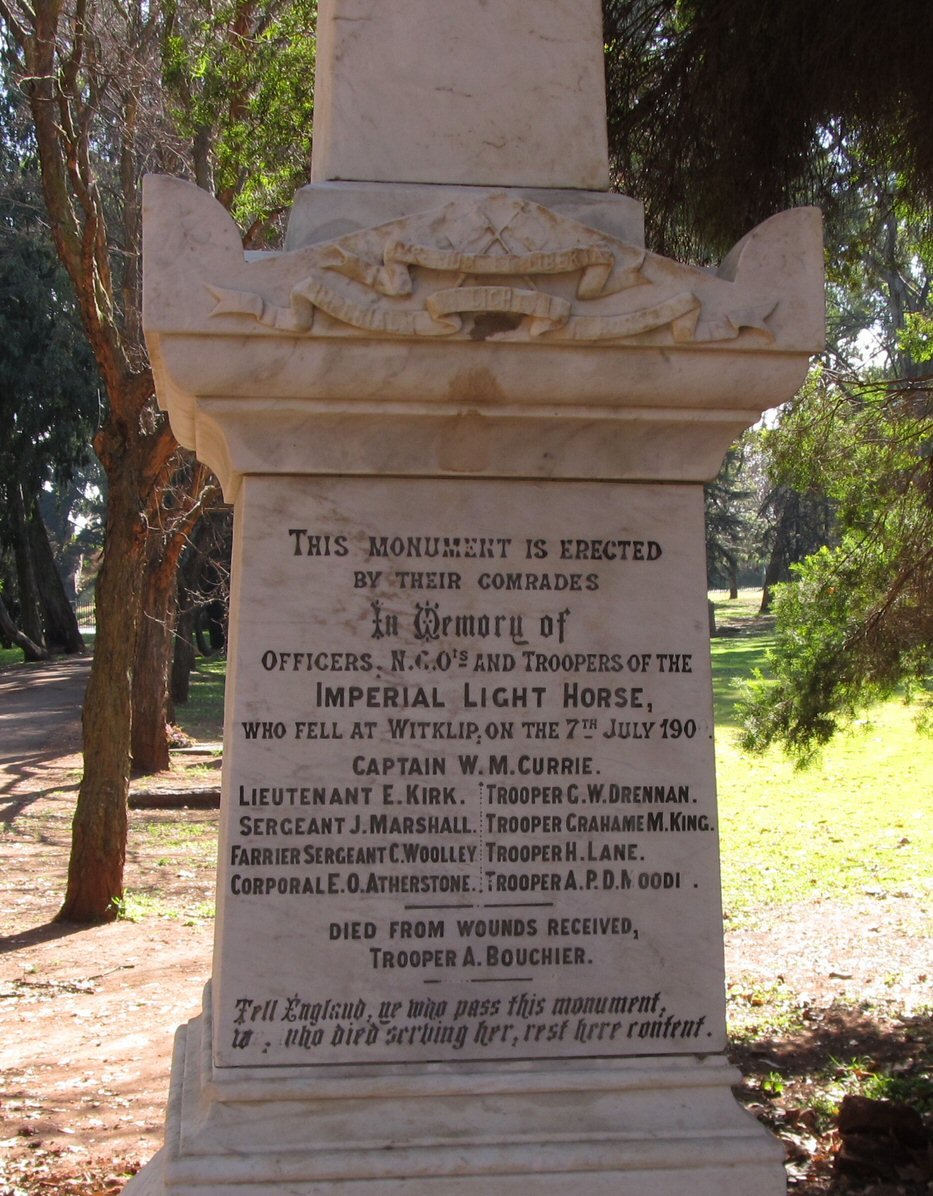 THIS MONUMENT IS ERECTED
BY THEIR COMRADES
In Memory of
OFFICERS, N.C.Ots AND TROOPERS OF THE
IMPERIAL LIGHT HORSE,
WHO FELL AT WITKLIP, ON THE 7TH JULY 190 .
CAPTAIN W.M.CURRIE.
LIEUTENANT E.KIRK. TROOPER G.W.DRENNAN.
SERGEANT J.MARSHALL. TROOPER GRAHAME M.KING.
FARRIER SERGEANT C.WOOLLEY TROOPER H.LANE.
CORPORAL E.O.ATHERSTONE. TROOPER A.P.D. OODI .
DIED FROM WOUNDS RECEIVED,
TROOPER A.BOUCHIER.
Tell England, ye who pass this monument,
who died serving her, rest here content.